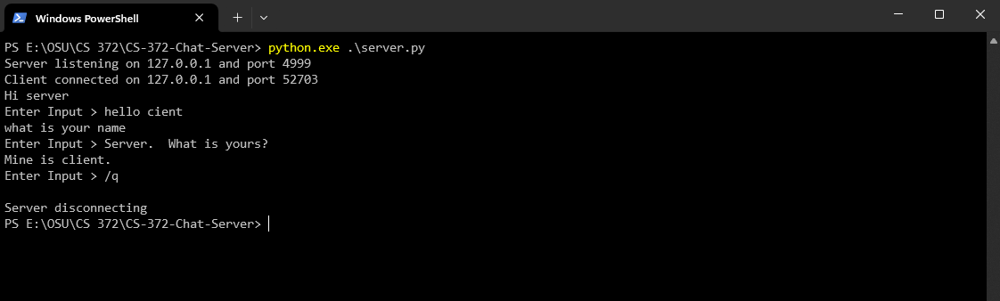 Windows PowerShell
PS E:\OSU\CS 372\CS-372-Chat-Server> python.exe .\server.py
Server listening on 127.0.0.1 and port 4999
Client connected on 127.0.0.1 and port 52703
Hi server
Enter Input > hello cient
what is your name
Enter Input > Server.  What is yours?
Mine is client.
Enter Input > /q
Server disconnecting
PS E:\OSU\CS 372\CS-372-Chat-Server>